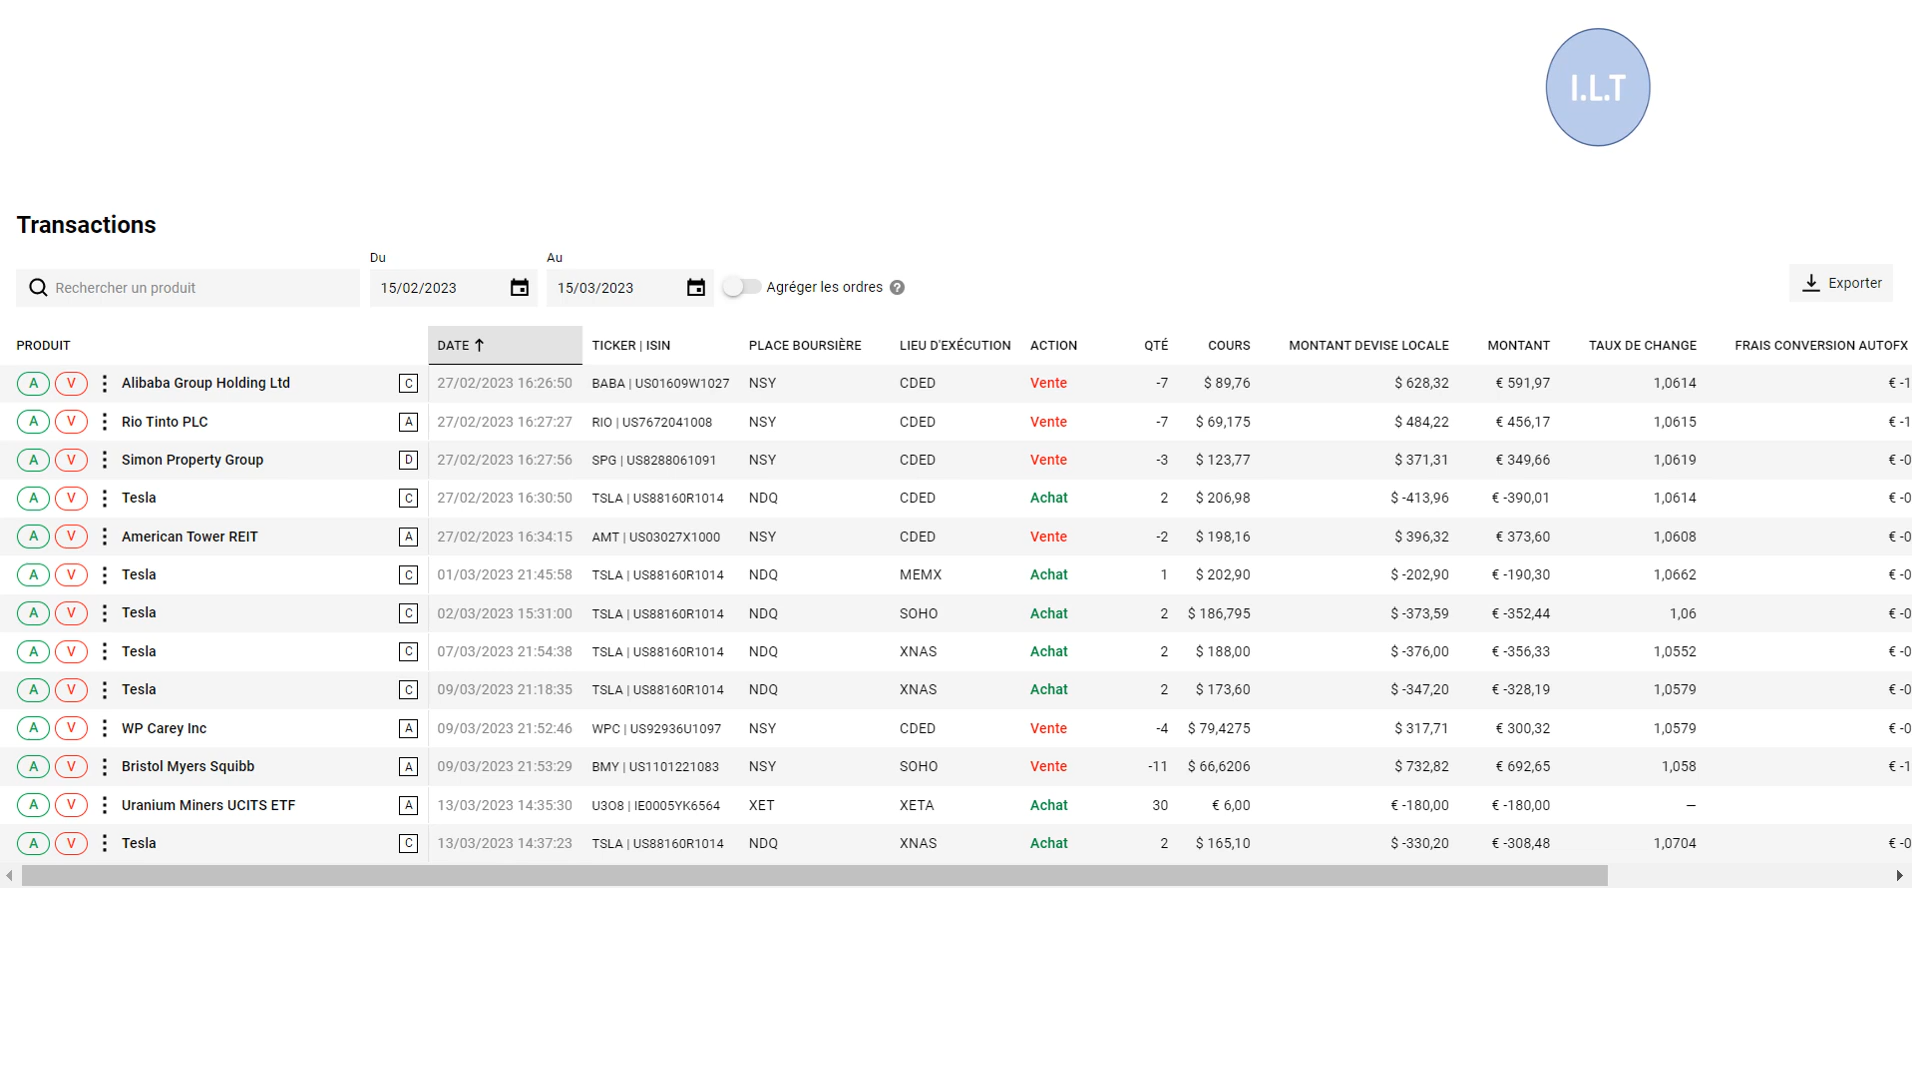 I.L.T
Transactions
Du Au
Rechercher un produit 15/02/2023 15/03/2023 Agréger les ordres ? Exporter
PRODUIT DATE ↑ TICKER | ISIN PLACE BOURSIÈRE LIEU D'EXÉCUTION ACTION QTÉ COURS MONTANT DEVISE LOCALE MONTANT TAUX DE CHANGE FRAIS CONVERSION AUTOFX
A V Alibaba Group Holding Ltd C 27/02/2023 16:26:50 BABA | US01609W1027 NSY CDED Vente -7 $ 89,76 $ 628,32 € 591,97 1,0614 € -1
A V Rio Tinto PLC A 27/02/2023 16:27:27 RIO | US7672041008 NSY CDED Vente -7 $ 69,175 $ 484,22 € 456,17 1,0615 € -1
A V Simon Property Group D 27/02/2023 16:27:56 SPG | US8288061091 NSY CDED Vente -3 $ 123,77 $ 371,31 € 349,66 1,0619 € -0
A V Tesla C 27/02/2023 16:30:50 TSLA | US88160R1014 NDQ CDED Achat 2 $ 206,98 $ -413,96 € -390,01 1,0614 € -0
A V American Tower REIT A 27/02/2023 16:34:15 AMT | US03027X1000 NSY CDED Vente -2 $ 198,16 $ 396,32 € 373,60 1,0608 € -0
A V Tesla C 01/03/2023 21:45:58 TSLA | US88160R1014 NDQ MEMX Achat 1 $ 202,90 $ -202,90 € -190,30 1,0662 € -0
A V Tesla C 02/03/2023 15:31:00 TSLA | US88160R1014 NDQ SOHO Achat 2 $ 186,795 $ -373,59 € -352,44 1,06 € -0
A V Tesla C 07/03/2023 21:54:38 TSLA | US88160R1014 NDQ XNAS Achat 2 $ 188,00 $ -376,00 € -356,33 1,0552 € -0
A V Tesla C 09/03/2023 21:18:35 TSLA | US88160R1014 NDQ XNAS Achat 2 $ 173,60 $ -347,20 € -328,19 1,0579 € -0
A V WP Carey Inc A 09/03/2023 21:52:46 WPC | US92936U1097 NSY CDED Vente -4 $ 79,4275 $ 317,71 € 300,32 1,0579 € -0
A V Bristol Myers Squibb A 09/03/2023 21:53:29 BMY | US1101221083 NSY SOHO Vente -11 $ 66,6206 $ 732,82 € 692,65 1,058 € -1
A V Uranium Miners UCITS ETF A 13/03/2023 14:35:30 U3O8 | IE0005YK6564 XET XETA Achat 30 € 6,00 € -180,00 € -180,00 —
A V Tesla C 13/03/2023 14:37:23 TSLA | US88160R1014 NDQ XNAS Achat 2 $ 165,10 $ -330,20 € -308,48 1,0704 € -0